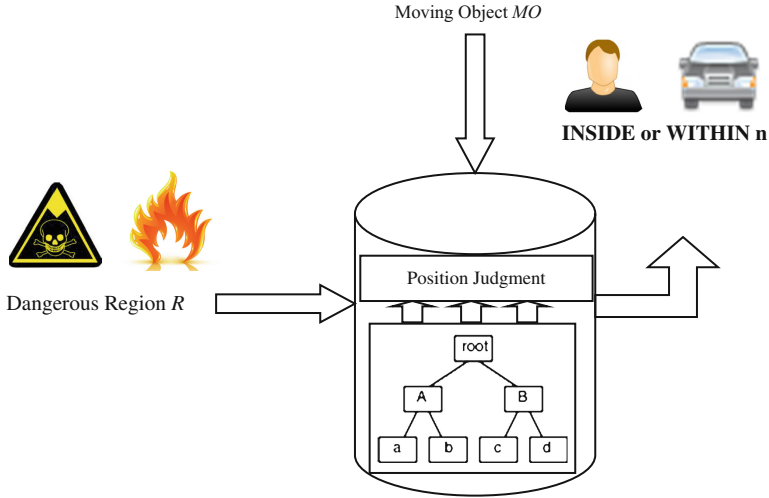 Moving Object MO
INSIDE or WITHIN n
Position Judgment
Dangerous Region R
root
A B
a b c d